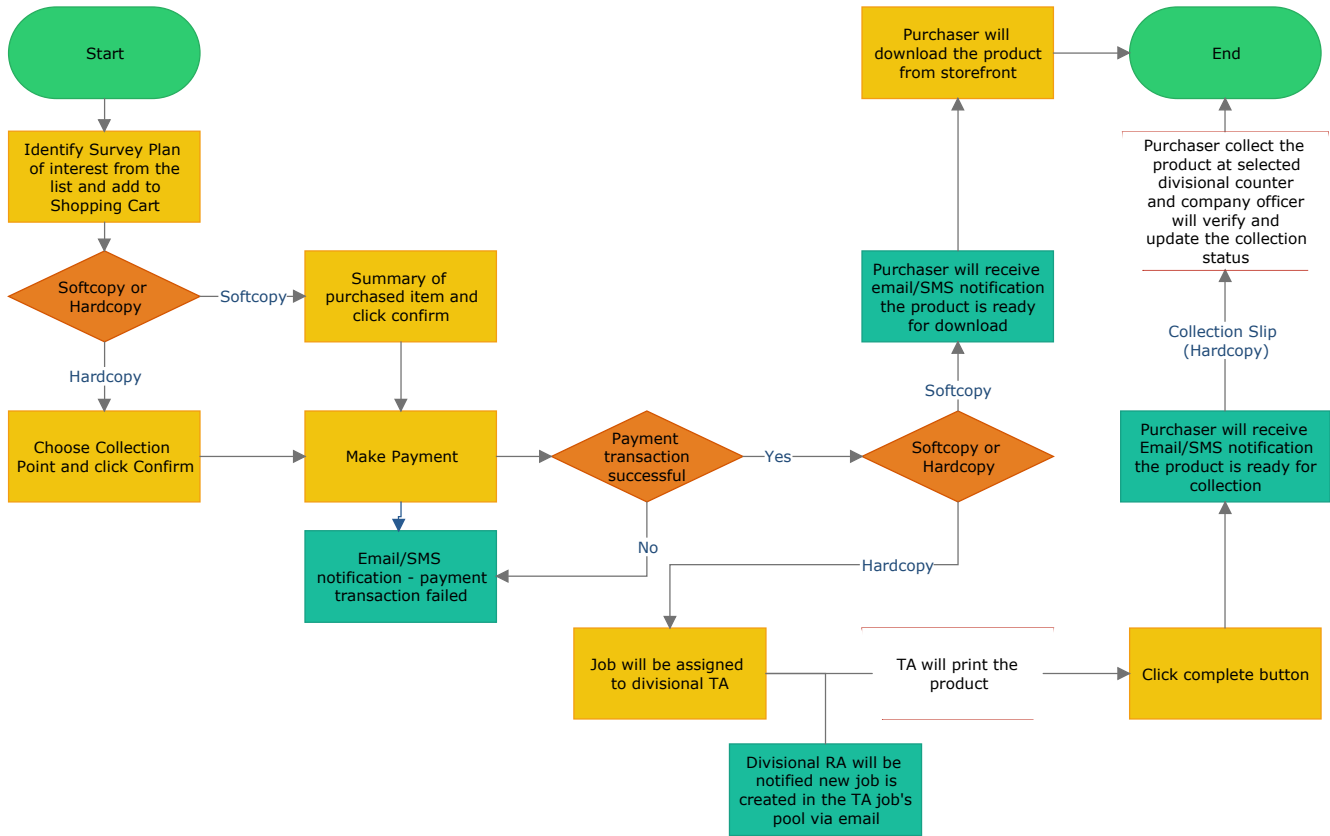 Start
Identify Survey Plan
of interest from the
list and add to
Shopping Cart
Softcopy or
Hardcopy
Softcopy
Hardcopy
Summary of
purchased item and
click confirm
Choose Collection
Point and click Confirm
Make Payment
Email/SMS
notification - payment
transaction failed
Payment
transaction
successful
Yes
No
Softcopy or
Hardcopy
Softcopy
Hardcopy
Purchaser will receive
email/SMS notification
the product is ready
for download
Purchaser will
download the product
from storefront
End
Job will be assigned
to divisional TA
Divisional RA will be
notified new job is
created in the TA job's
pool via email
TA will print the
product
Click complete button
Purchaser will receive
Email/SMS notification
the product is ready for
collection
Collection Slip
(Hardcopy)
Purchaser collect the
product at selected
divisional counter
and company officer
will verify and
update the collection
status